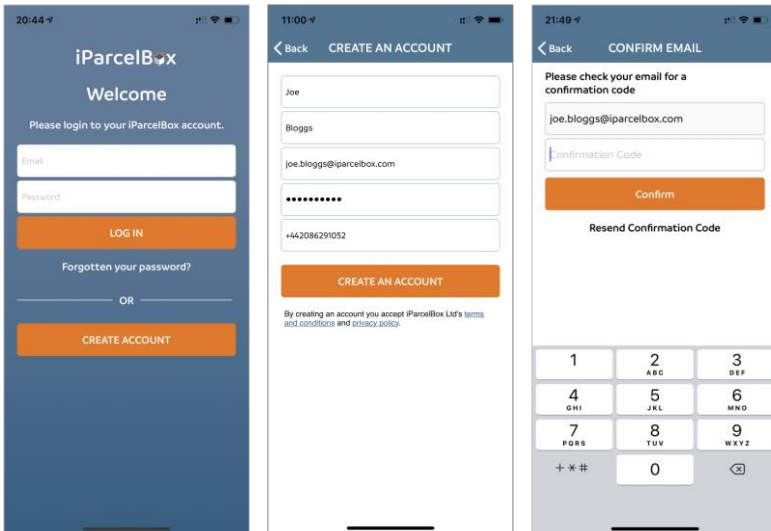 20:44
iParcelBox
Welcome
Please login to your iParcelBox account.
Email
Password
LOG IN
Forgotten your password?
OR
CREATE ACCOUNT
11:00
Back CREATE AN ACCOUNT
Joe
Bloggs
joe.bloggs@iparcelbox.com
••••••••••
+442086291052
CREATE AN ACCOUNT
By creating an account you accept iParcelBox Ltd's terms
and conditions and privacy policy.
21:49
Back CONFIRM EMAIL
Please check your email for a
confirmation code
joe.bloggs@iparcelbox.com
Confirmation Code
Confirm
Resend Confirmation Code
1 2 3
ABC DEF
4 5 6
GHI JKL MNO
7 8 9
PQRS TUV WXYZ
+*# 0